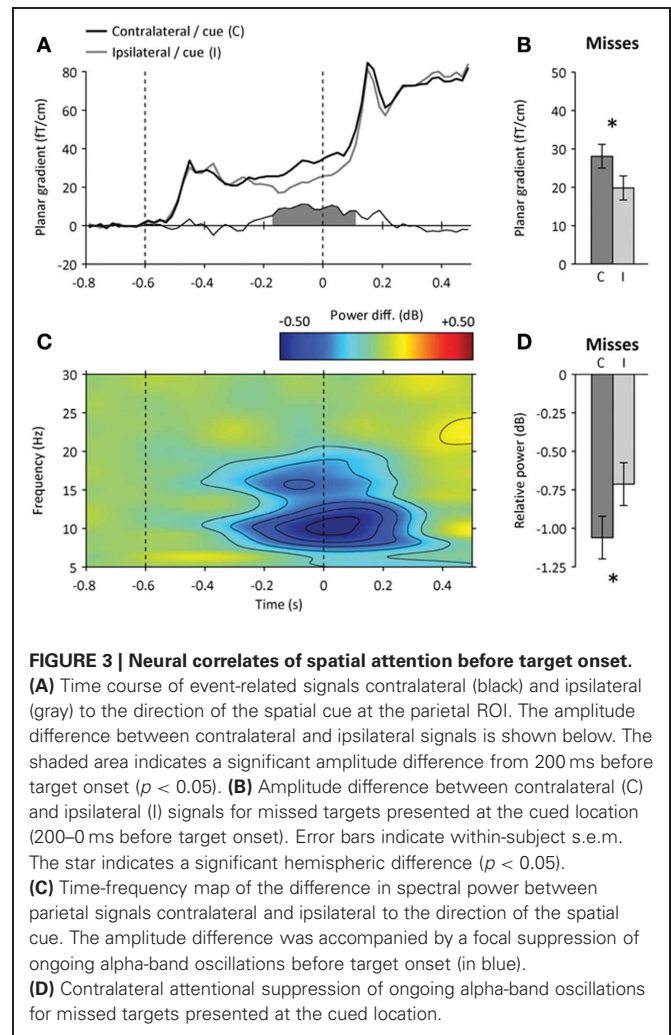 A
Contralateral / cue (C)
Ipsilateral / cue (I)
Planar gradient (fT/cm)
80
60
40
20
0
-20
-0.8 -0.6 -0.4 -0.2 0 0.2 0.4
B
Misses
Planar gradient (fT/cm)
50
40
30
20
10
0
*
C I
Power diff. (dB)
-0.50 +0.50
C
Frequency (Hz)
30
25
20
15
10
5
-0.8 -0.6 -0.4 -0.2 0 0.2 0.4
Time (s)
D
Misses
C I
Relative power (dB)
0
-0.25
-0.50
-0.75
-1.00
-1.25
*
FIGURE 3 | Neural correlates of spatial attention before target onset.
(A) Time course of event-related signals contralateral (black) and ipsilateral
(gray) to the direction of the spatial cue at the parietal ROI. The amplitude
difference between contralateral and ipsilateral signals is shown below. The
shaded area indicates a significant amplitude difference from 200 ms before
target onset (p < 0.05). (B) Amplitude difference between contralateral (C)
and ipsilateral (I) signals for missed targets presented at the cued location
(200–0 ms before target onset). Error bars indicate within-subject s.e.m.
The star indicates a significant hemispheric difference (p < 0.05).
(C) Time-frequency map of the difference in spectral power between
parietal signals contralateral and ipsilateral to the direction of the spatial
cue. The amplitude difference was accompanied by a focal suppression of
ongoing alpha-band oscillations before target onset (in blue).
(D) Contralateral attentional suppression of ongoing alpha-band oscillations
for missed targets presented at the cued location.